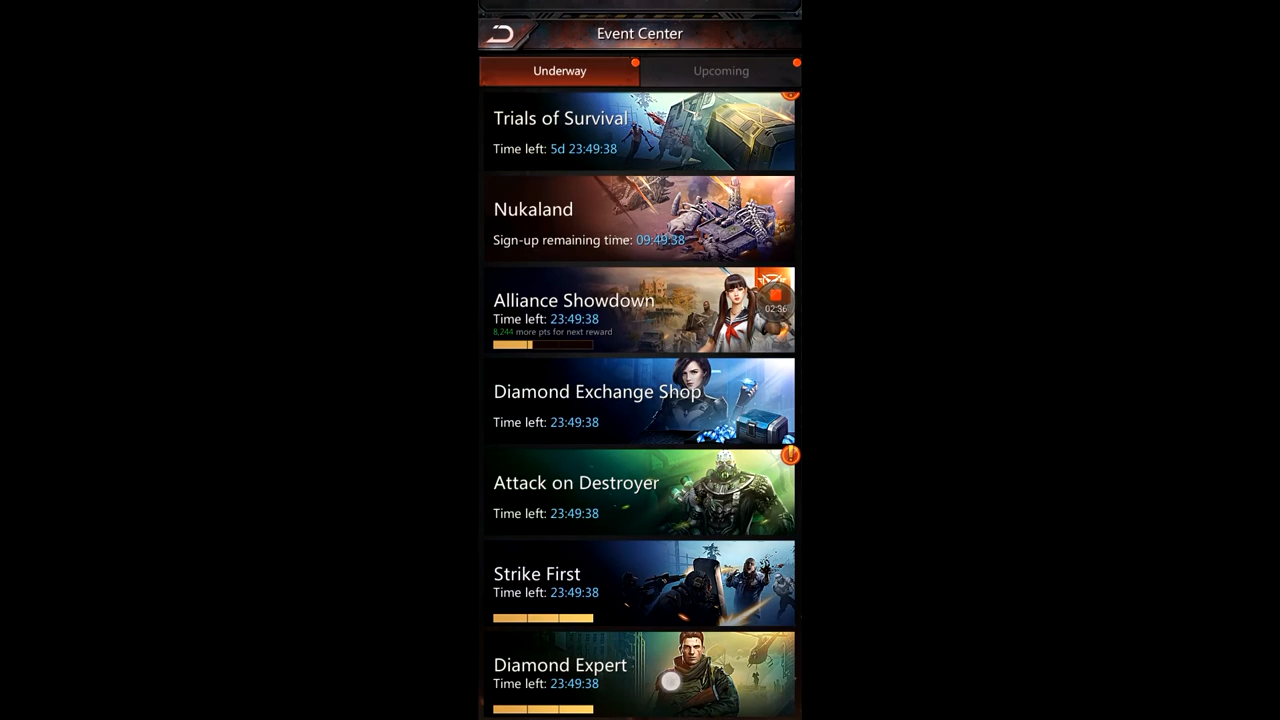 Event Center
Underway
Upcoming
Trials of Survival
Time left: 5d 23:49:38
Nukaland
Sign-up remaining time: 09:49:38
Alliance Showdown
Time left: 23:49:38
8,244 more pts for next reward
02:36
Diamond Exchange Shop
Time left: 23:49:38
Attack on Destroyer
Time left: 23:49:38
Strike First
Time left: 23:49:38
Diamond Expert
Time left: 23:49:38